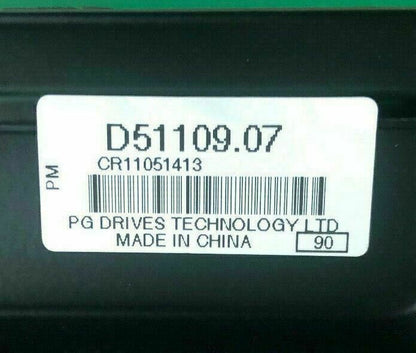 PM
D51109.07
CR11051413
PG DRIVES TECHNOLOGY LTD
MADE IN CHINA
90